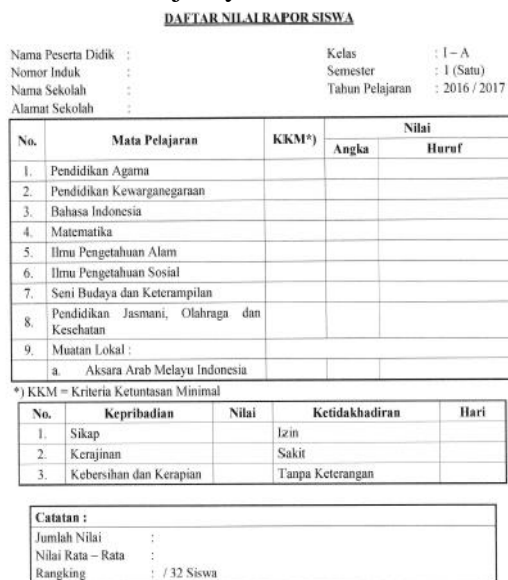 DAFTAR NILAI RAPOR SISWA
Nama Peserta Didik : Kelas : I – A
Nomor Induk : Semester : 1 (Satu)
Nama Sekolah : Tahun Pelajaran : 2016 / 2017
Alamat Sekolah :
No. Mata Pelajaran KKM*) Nilai
Angka Huruf
1. Pendidikan Agama
2. Pendidikan Kewarganegaraan
3. Bahasa Indonesia
4. Matematika
5. Ilmu Pengetahuan Alam
6. Ilmu Pengetahuan Sosial
7. Seni Budaya dan Keterampilan
8. Pendidikan Jasmani, Olahraga dan
Kesehatan
9. Muatan Lokal :
a. Aksara Arab Melayu Indonesia
*) KKM = Kriteria Ketuntasan Minimal
No. Kepribadian Nilai Ketidakhadiran Hari
1. Sikap Izin
2. Kerajinan Sakit
3. Kebersihan dan Kerapian Tanpa Keterangan
Catatan :
Jumlah Nilai :
Nilai Rata – Rata :
Rangking : / 32 Siswa